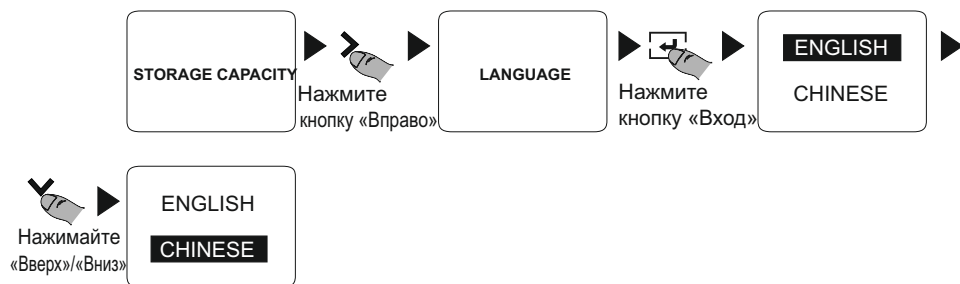 STORAGE CAPACITY
Нажмите
кнопку «Вправо»
LANGUAGE
Нажмите
кнопку «Вход»
ENGLISH
CHINESE
Нажимайте
«Вверх»/«Вниз»
ENGLISH
CHINESE